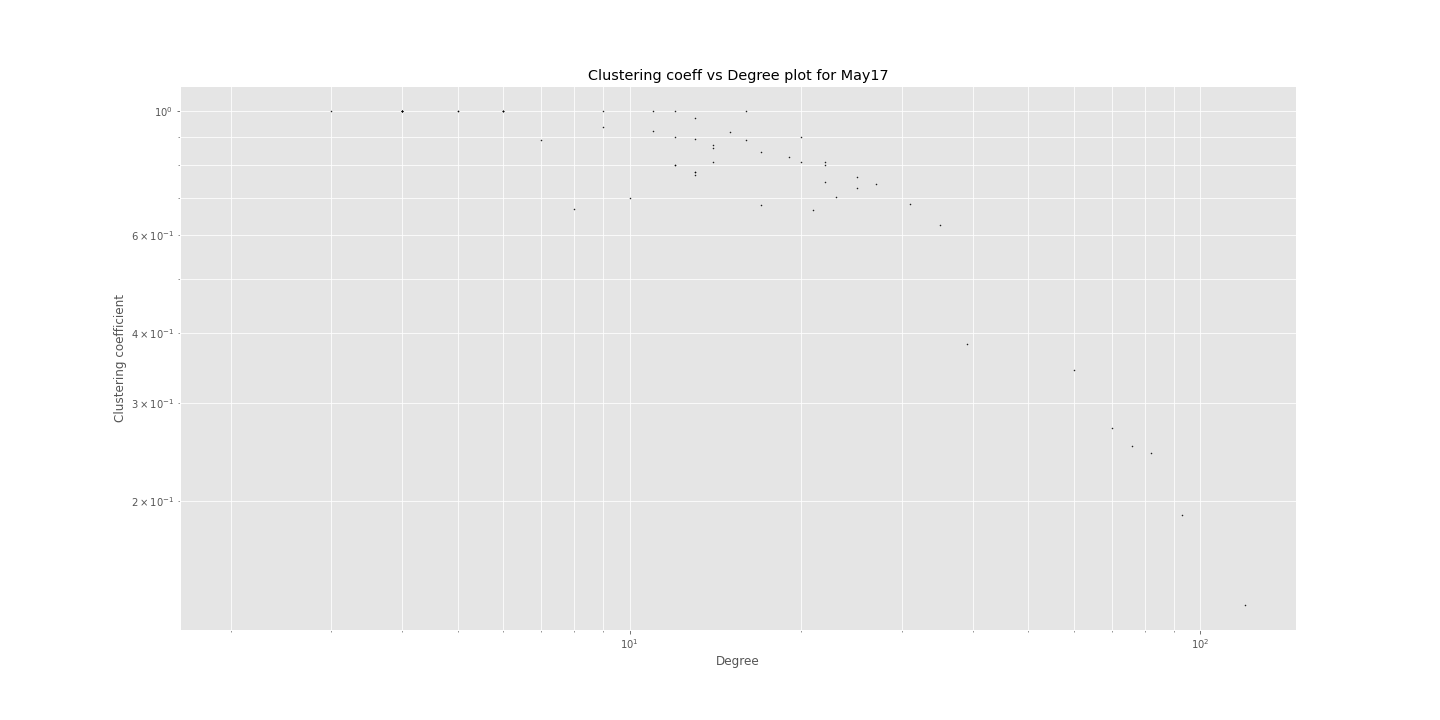 Clustering coeff vs Degree plot for May17
10⁰
6 × 10⁻¹
4 × 10⁻¹
3 × 10⁻¹
2 × 10⁻¹
Clustering coefficient
10¹
10²
Degree